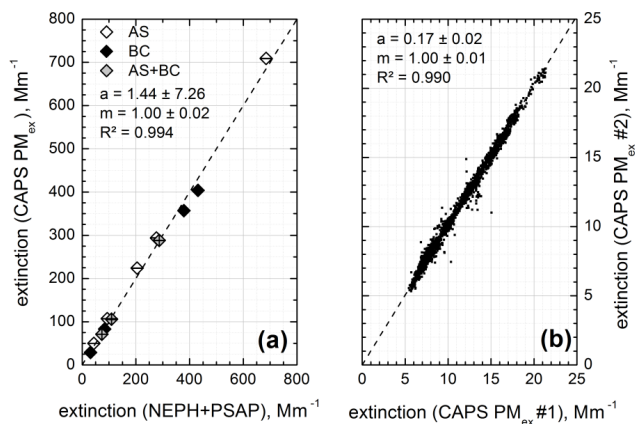 800
700
600
500
400
300
200
100
0
extinction (CAPS PM_ex), Mm⁻¹
AS
BC
AS+BC
a = 1.44 ± 7.26
m = 1.00 ± 0.02
R² = 0.994
(a)
0 200 400 600 800
extinction (NEPH+PSAP), Mm⁻¹
a = 0.17 ± 0.02
m = 1.00 ± 0.01
R² = 0.990
(b)
25
20
15
10
5
0
extinction (CAPS PM_ex #2), Mm⁻¹
0 5 10 15 20 25
extinction (CAPS PM_ex #1), Mm⁻¹